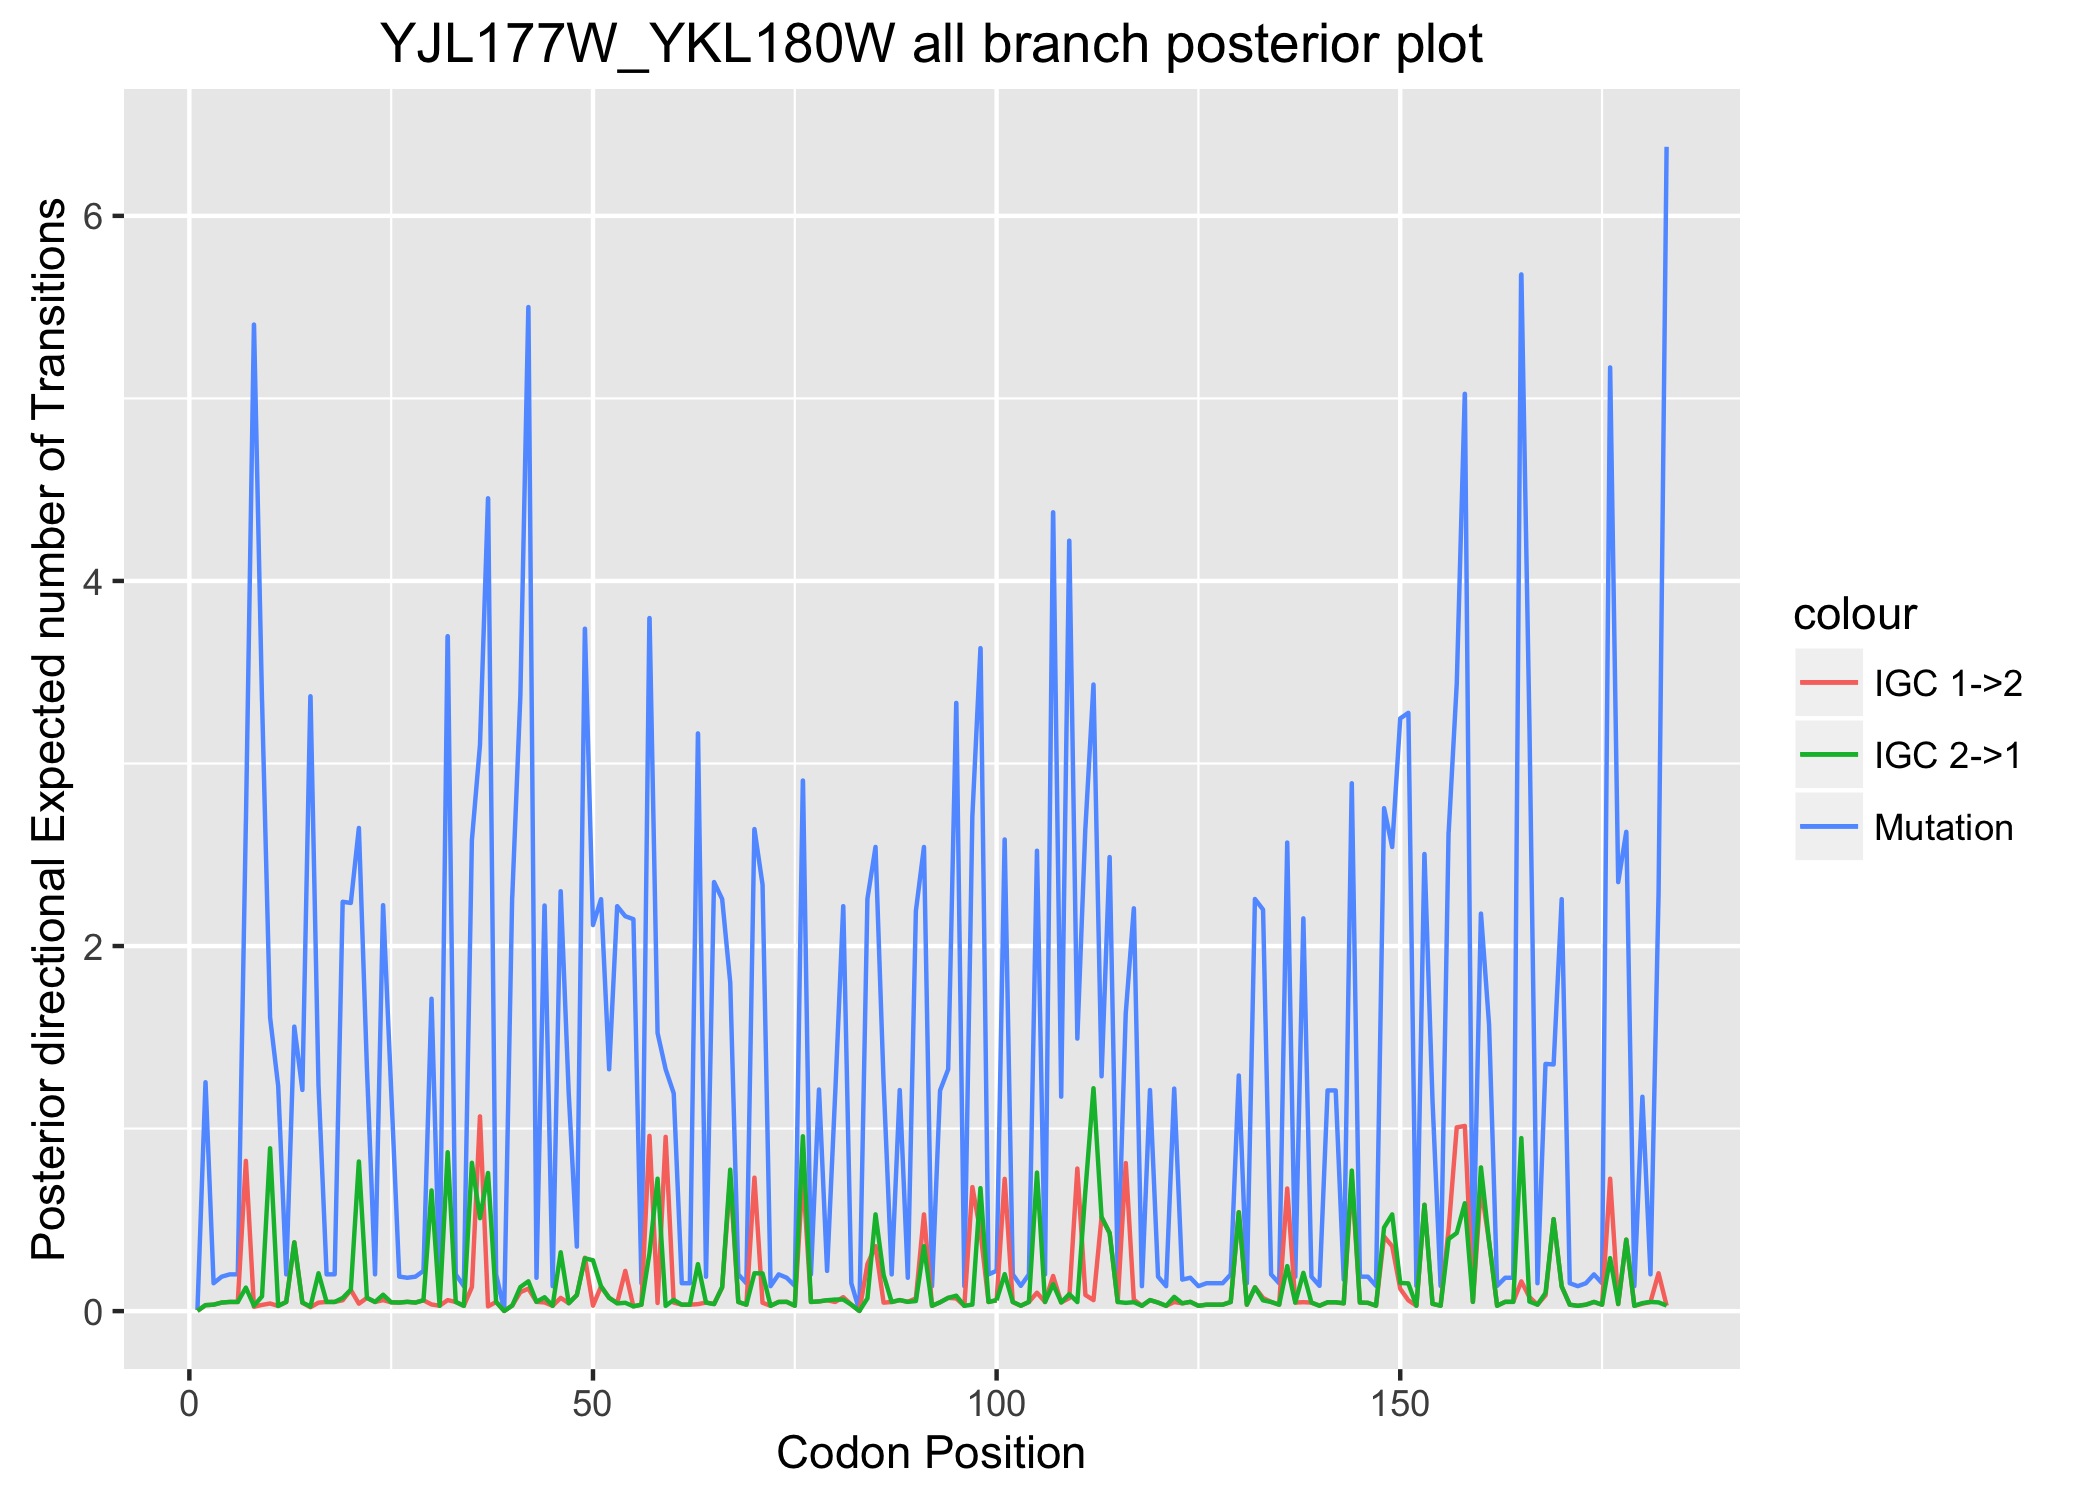 YJL177W_YKL180W all branch posterior plot
Posterior directional Expected number of Transitions
6
4
2
0
0 50 100 150
Codon Position
colour
IGC 1->2
IGC 2->1
Mutation